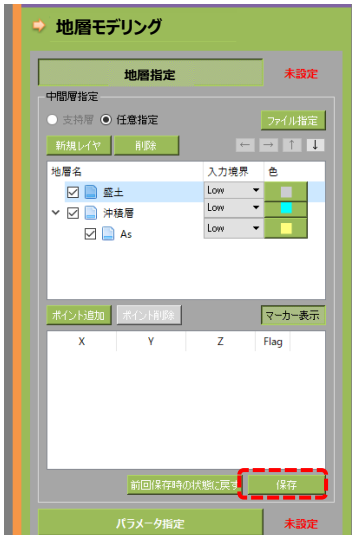 地層モデリング
地層指定 未設定
中間層指定
支持層 任意指定 ファイル指定
新規レイヤ 削除 ← → ↑ ↓
地層名 入力境界 色
盛土 Low
沖積層 Low
As Low
ポイント追加 ポイント削除 マーカー表示
X Y Z Flag
前回保存時の状態に戻す 保存
パラメータ指定 未設定